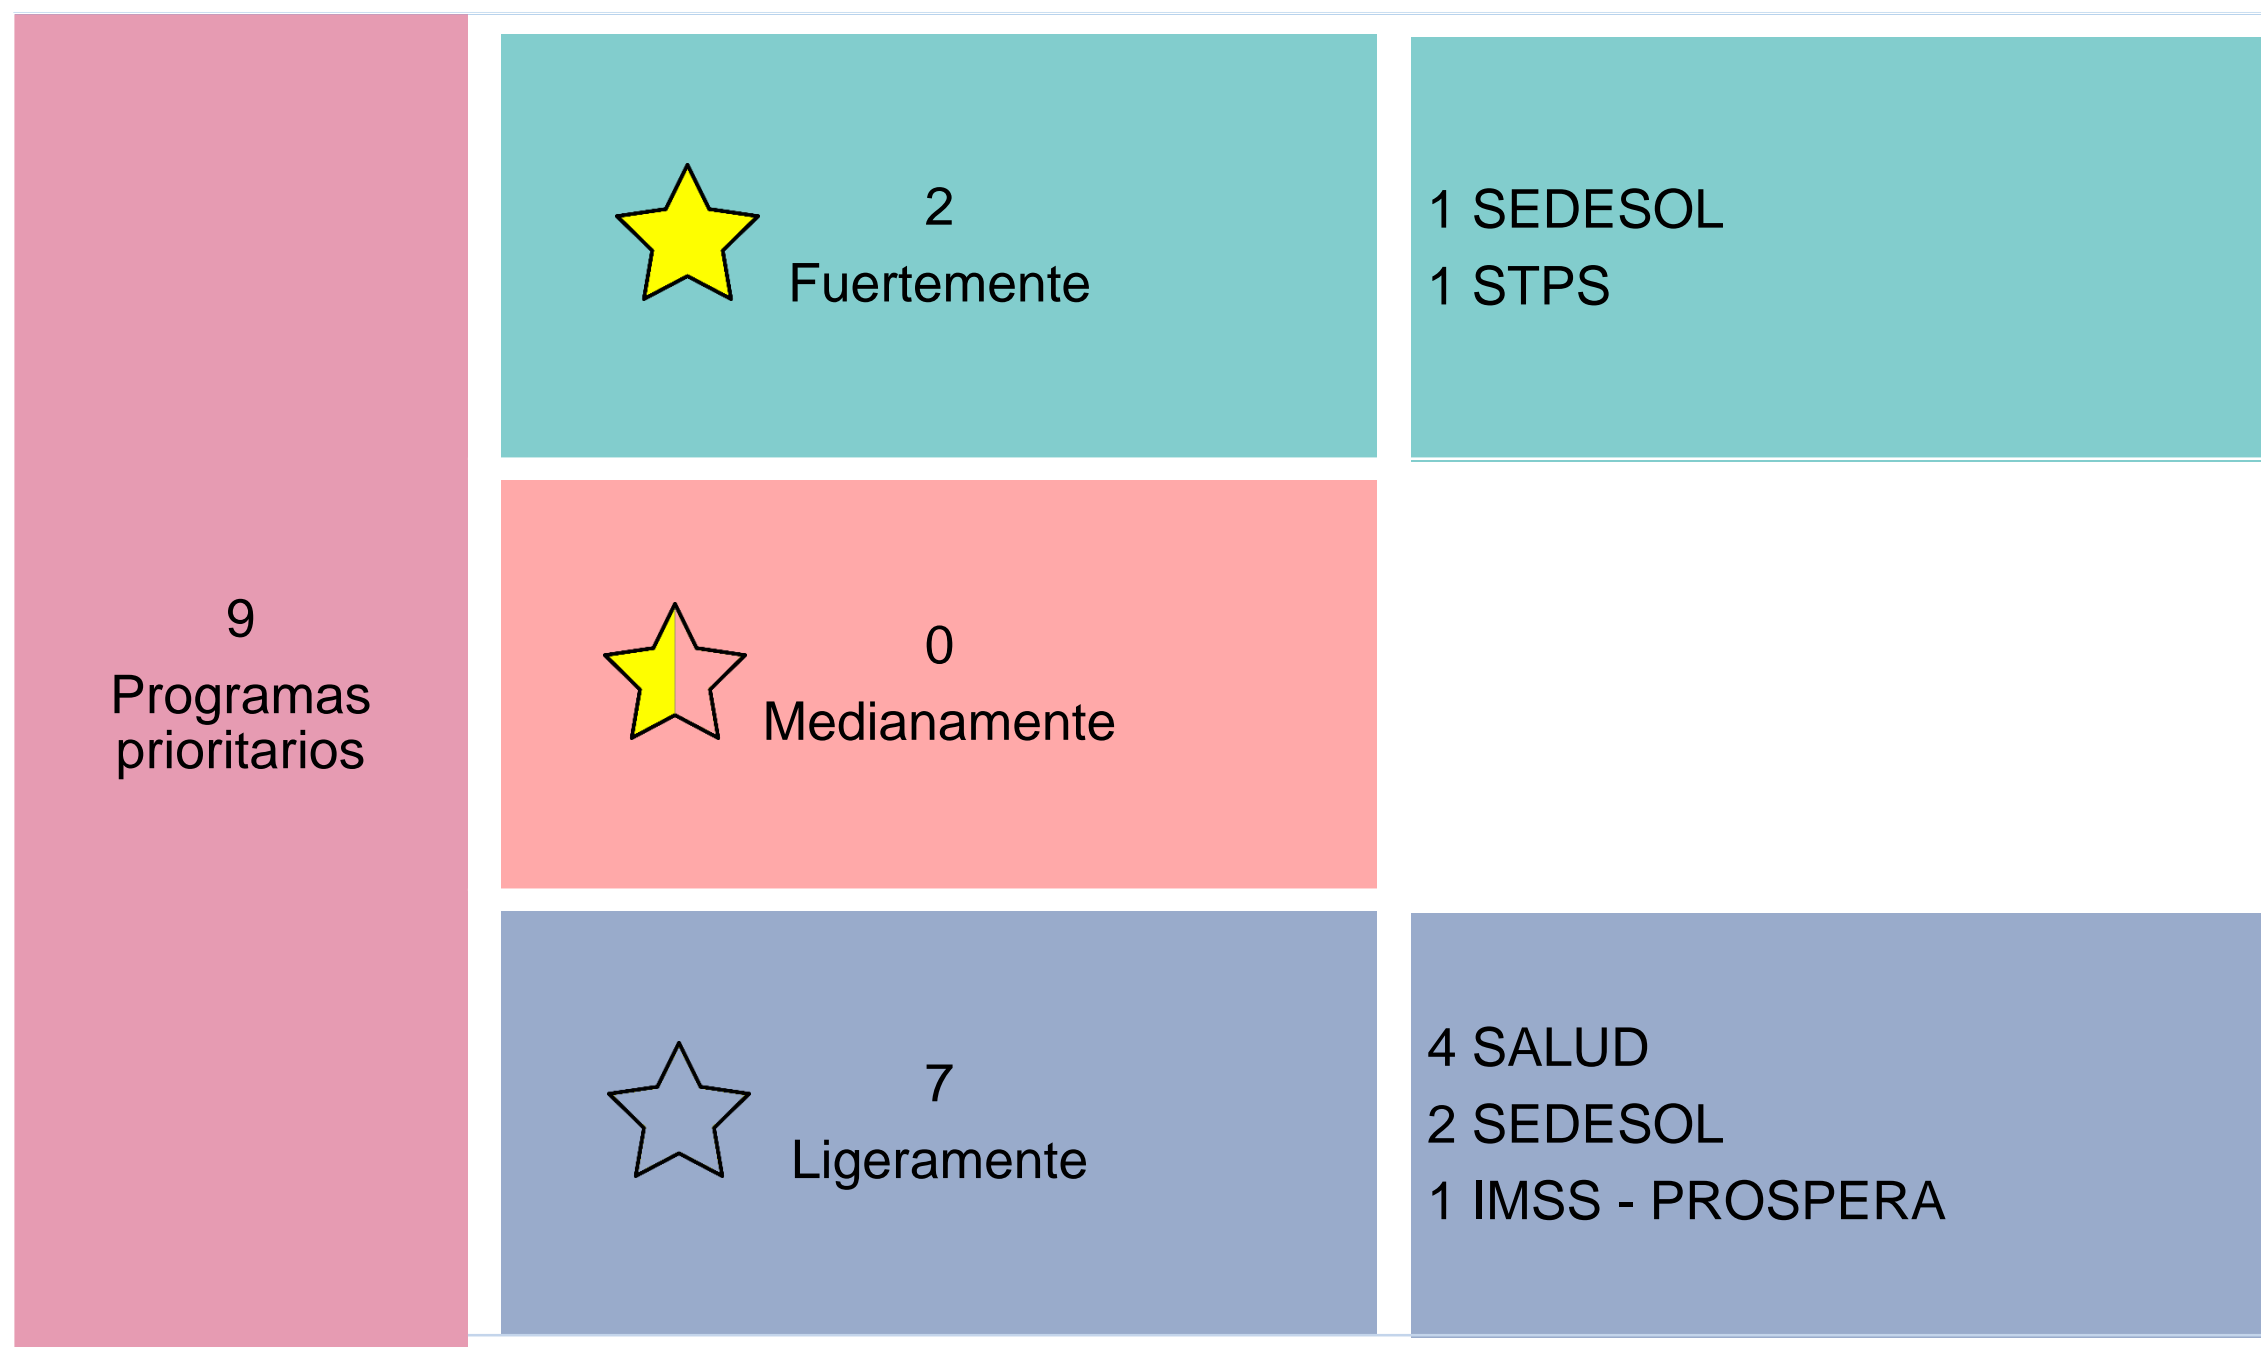 9
Programas
prioritarios
2
Fuertemente
1 SEDESOL
1 STPS
0
Medianamente
7
Ligeramente
4 SALUD
2 SEDESOL
1 IMSS - PROSPERA